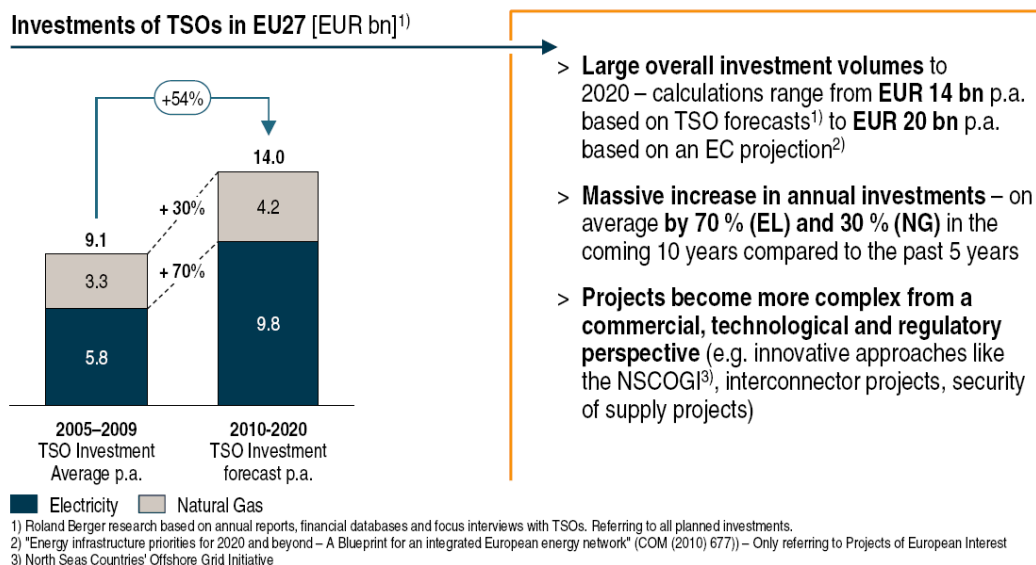 Investments of TSOs in EU27 [EUR bn]1)
+54%
14.0
+ 30%
4.2
9.1
+ 70%
3.3
9.8
5.8
2005–2009
TSO Investment
Average p.a.
2010-2020
TSO Investment
forecast p.a.
Electricity
Natural Gas
> Large overall investment volumes to
2020 – calculations range from EUR 14 bn p.a.
based on TSO forecasts1) to EUR 20 bn p.a.
based on an EC projection2)
> Massive increase in annual investments – on
average by 70 % (EL) and 30 % (NG) in the
coming 10 years compared to the past 5 years
> Projects become more complex from a
commercial, technological and regulatory
perspective (e.g. innovative approaches like
the NSCOGI3), interconnector projects, security
of supply projects)
1) Roland Berger research based on annual reports, financial databases and focus interviews with TSOs. Referring to all planned investments.
2) "Energy infrastructure priorities for 2020 and beyond – A Blueprint for an integrated European energy network" (COM (2010) 677)) – Only referring to Projects of European Interest
3) North Seas Countries' Offshore Grid Initiative